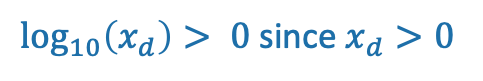 log₁₀(x_d) > 0 since x_d > 0